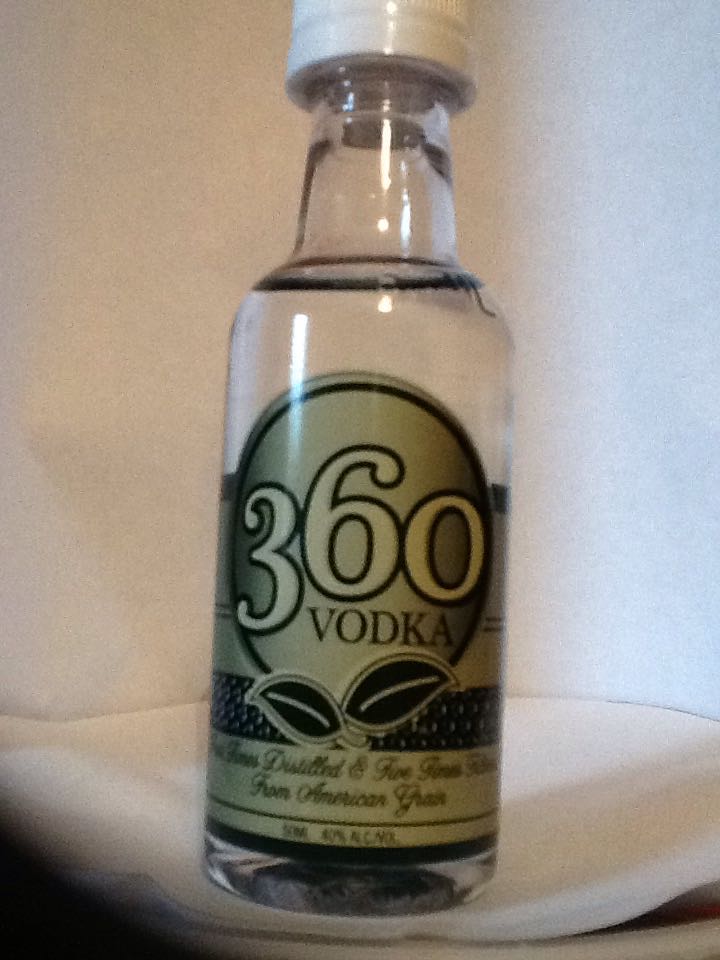 360
VODKA
Times Distilled & Five Times
From American Grain
50ML 40% ALC/VOL